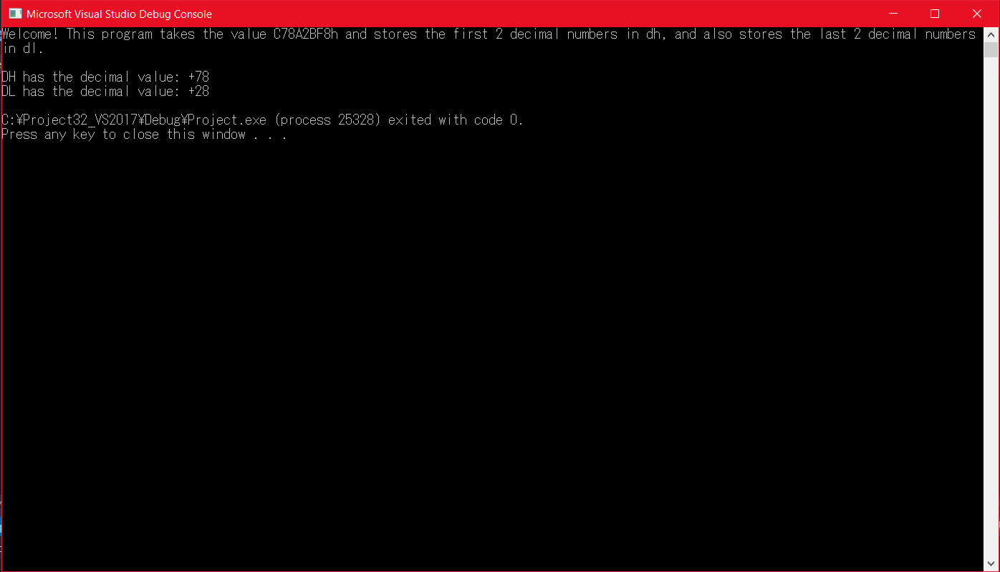 Microsoft Visual Studio Debug Console
Welcome! This program takes the value C78A2BF8h and stores the first 2 decimal numbers in dh, and also stores the last 2 decimal numbers
in dl.
DH has the decimal value: +78
DL has the decimal value: +28
C:¥Project32_VS2017¥Debug¥Project.exe (process 25328) exited with code 0.
Press any key to close this window . . .